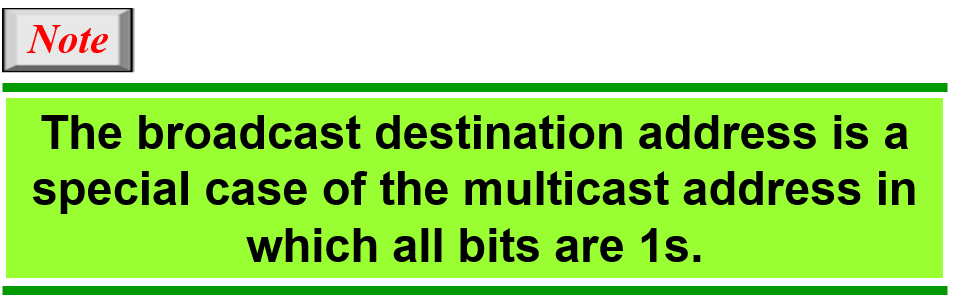 Note
The broadcast destination address is a
special case of the multicast address in
which all bits are 1s.